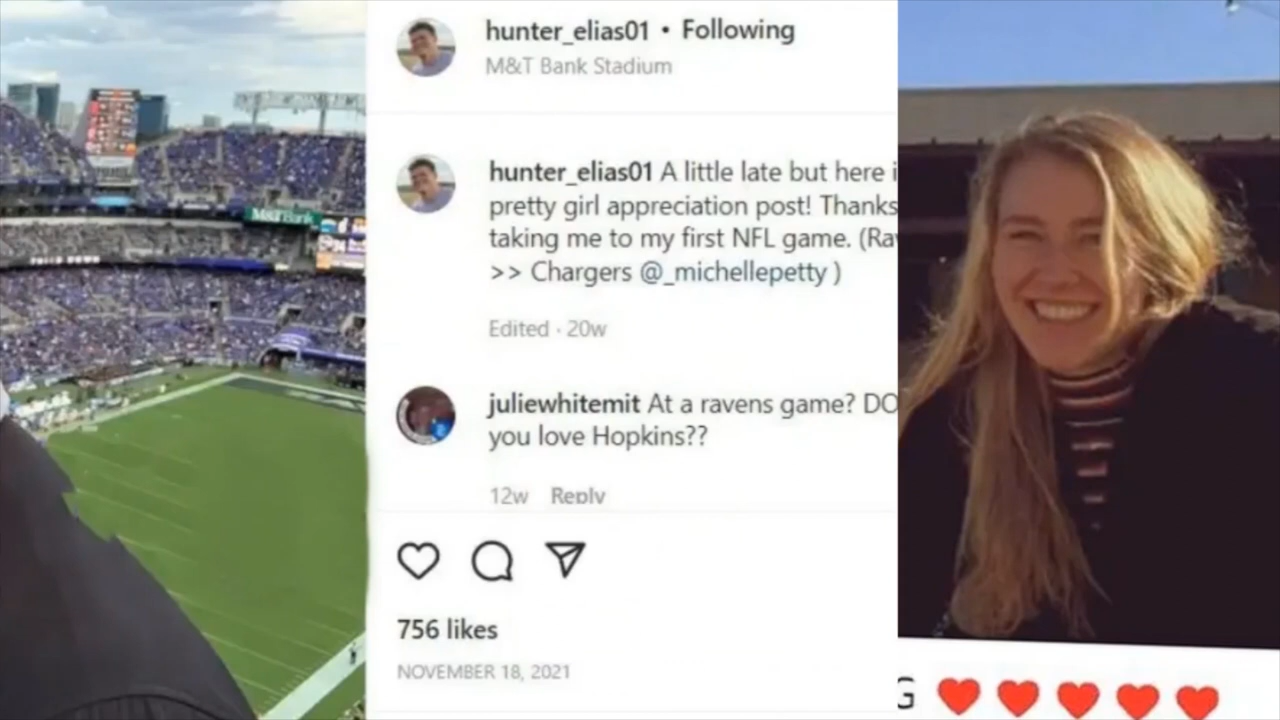 M&T Bank
hunter_elias01 • Following
M&T Bank Stadium
hunter_elias01 A little late but here
pretty girl appreciation post! Thanks
taking me to my first NFL game. (
>> Chargers @_michellepetty )
Edited · 20w
juliewhitemit At a ravens game? DO
you love Hopkins??
12w Reply
756 likes
NOVEMBER 18, 2021
G ❤️❤️❤️❤️❤️